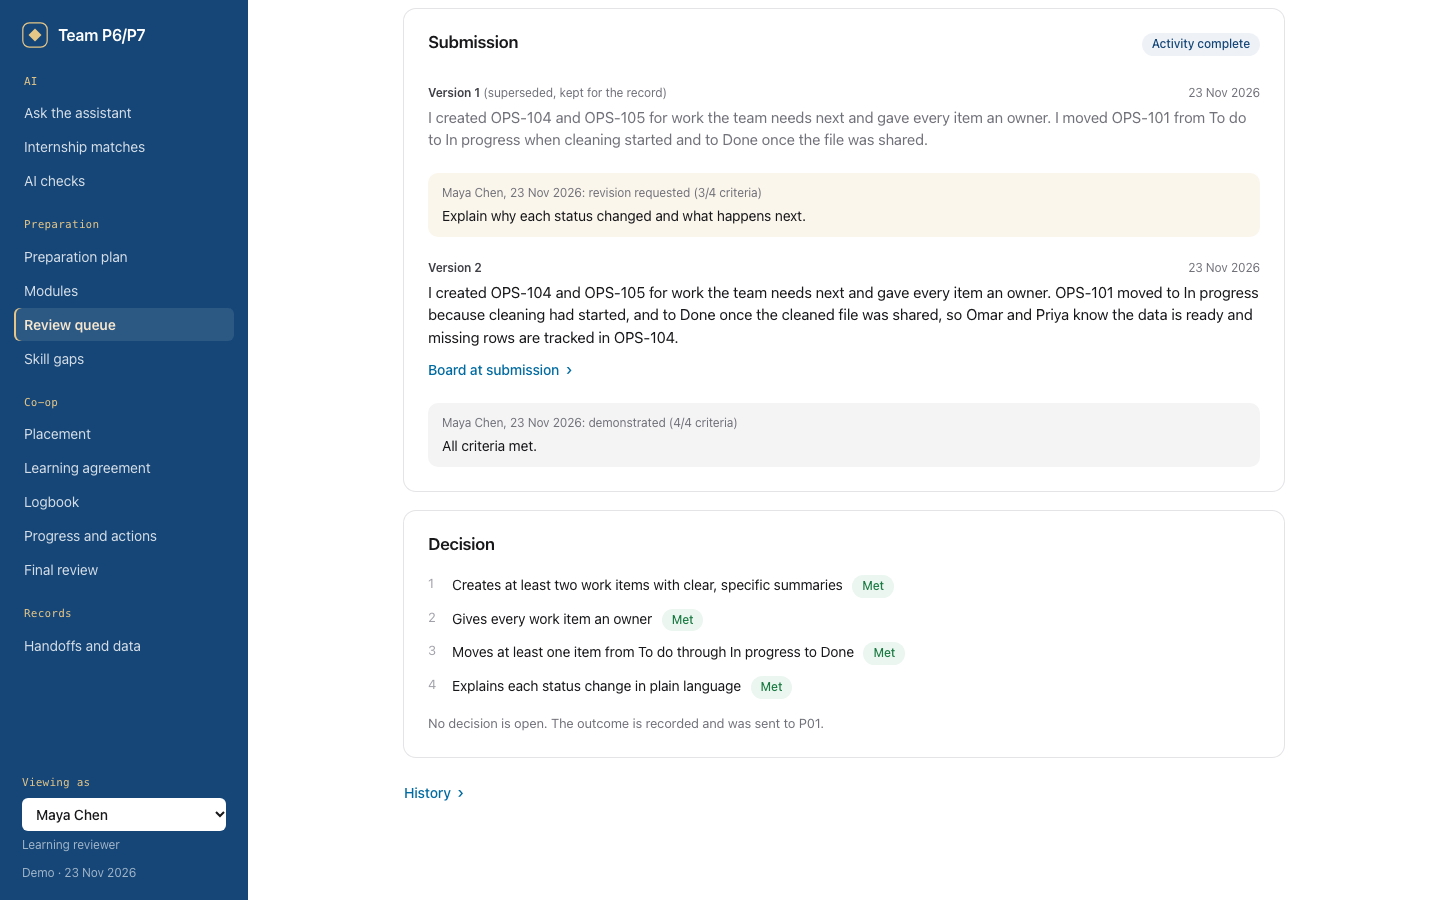 Team P6/P7
AI
Ask the assistant
Internship matches
AI checks
Preparation
Preparation plan
Modules
Review queue
Skill gaps
Co-op
Placement
Learning agreement
Logbook
Progress and actions
Final review
Records
Handoffs and data
Viewing as
Maya Chen
Learning reviewer
Demo · 23 Nov 2026
Submission
Activity complete
Version 1 (superseded, kept for the record)
23 Nov 2026
I created OPS-104 and OPS-105 for work the team needs next and gave every item an owner. I moved OPS-101 from To do
to In progress when cleaning started and to Done once the file was shared.
Maya Chen, 23 Nov 2026: revision requested (3/4 criteria)
Explain why each status changed and what happens next.
Version 2
23 Nov 2026
I created OPS-104 and OPS-105 for work the team needs next and gave every item an owner. OPS-101 moved to In progress
because cleaning had started, and to Done once the cleaned file was shared, so Omar and Priya know the data is ready and
missing rows are tracked in OPS-104.
Board at submission ›
Maya Chen, 23 Nov 2026: demonstrated (4/4 criteria)
All criteria met.
Decision
1 Creates at least two work items with clear, specific summaries Met
2 Gives every work item an owner Met
3 Moves at least one item from To do through In progress to Done Met
4 Explains each status change in plain language Met
No decision is open. The outcome is recorded and was sent to P01.
History ›